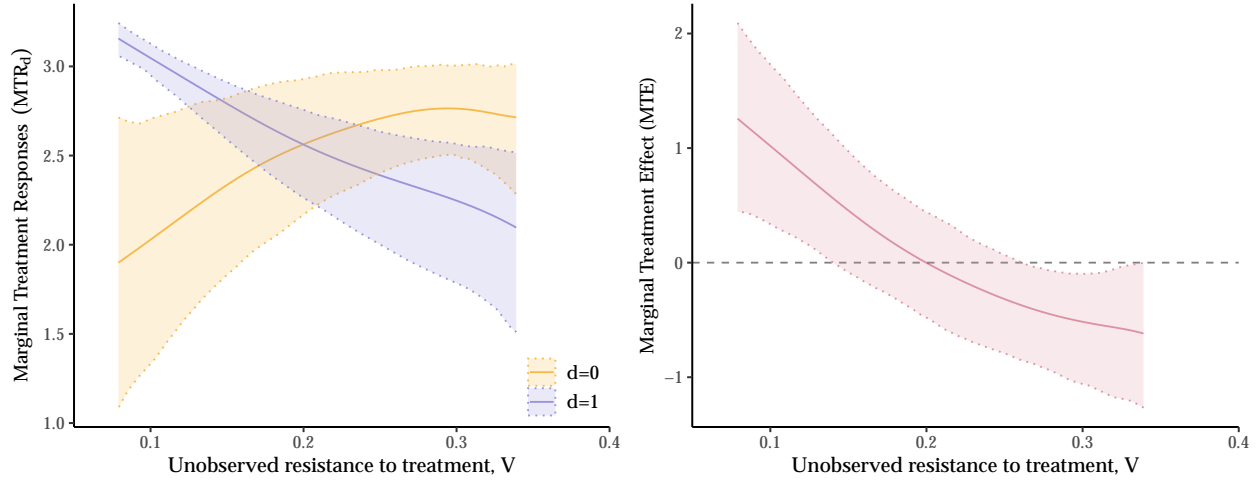 Marginal Treatment Responses (MTRd)
3.0
2.5
2.0
1.5
1.0
0.1
0.2
0.3
0.4
Unobserved resistance to treatment, V
d=0
d=1
Marginal Treatment Effect (MTE)
2
1
0
−1
0.1
0.2
0.3
0.4
Unobserved resistance to treatment, V